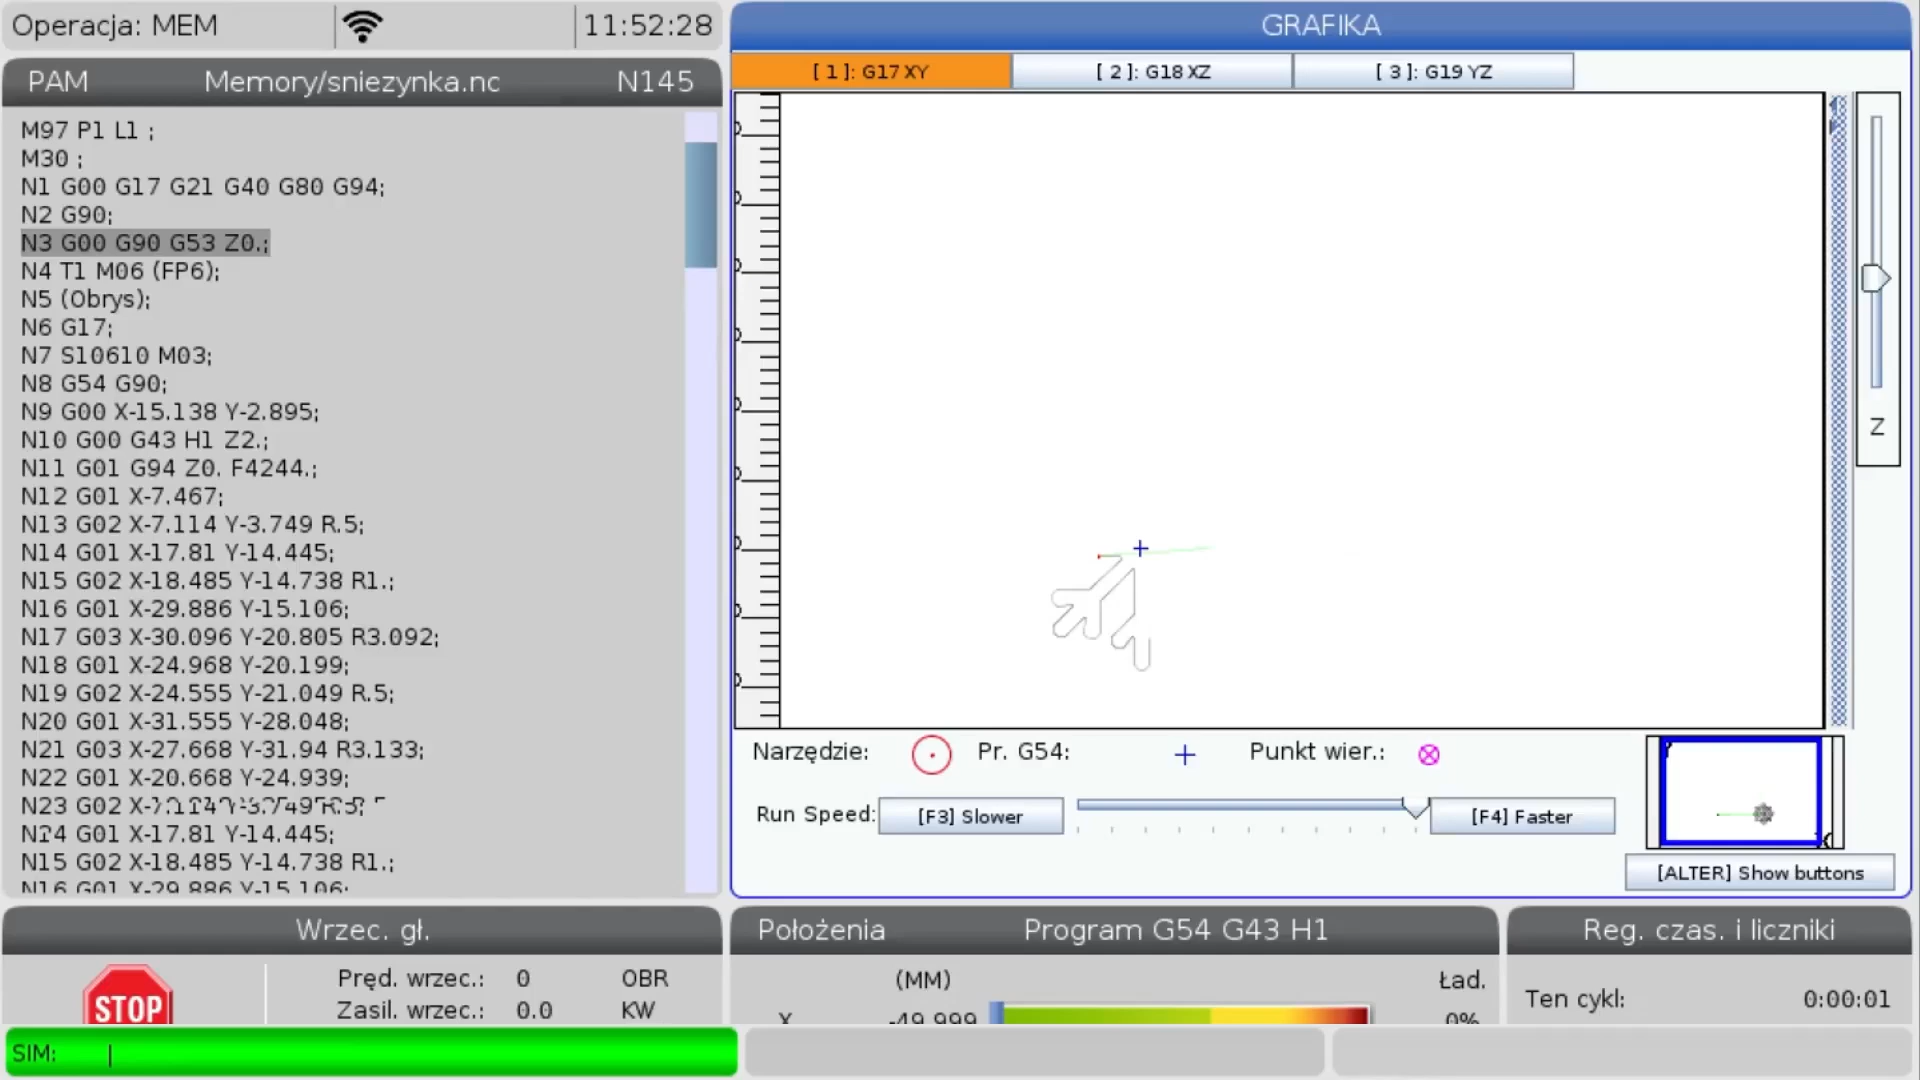 Operacja: MEM
11:52:28
PAM Memory/sniezynka.nc N145
M97 P1 L1 ;
M30 ;
N1 G00 G17 G21 G40 G80 G94;
N2 G90;
N3 G00 G90 G53 Z0.;
N4 T1 M06 (FP6);
N5 (Obrys);
N6 G17;
N7 S10610 M03;
N8 G54 G90;
N9 G00 X-15.138 Y-2.895;
N10 G00 G43 H1 Z2.;
N11 G01 G94 Z0. F4244.;
N12 G01 X-7.467;
N13 G02 X-7.114 Y-3.749 R.5;
N14 G01 X-17.81 Y-14.445;
N15 G02 X-18.485 Y-14.738 R1.;
N16 G01 X-29.886 Y-15.106;
N17 G03 X-30.096 Y-20.805 R3.092;
N18 G01 X-24.968 Y-20.199;
N19 G02 X-24.555 Y-21.049 R.5;
N20 G01 X-31.555 Y-28.048;
N21 G03 X-27.668 Y-31.94 R3.133;
N22 G01 X-20.668 Y-24.939;
N23 G02
G01 X-17.81 Y-14.445;
N15 G02 X-18.485 Y-14.738 R1.;
N16 G01 X-29.886 Y-15.106;
GRAFIKA
[ 1 ]: G17 XY
[ 2 ]: G18 XZ
[ 3 ]: G19 YZ
Z
Narzędzie:
Pr. G54:
Punkt wier.:
Run Speed:
[F3] Slower
[F4] Faster
[ALTER] Show buttons
Wrzec. gł.
STOP
Pręd. wrzec.: 0 OBR
Zasil. wrzec.: 0.0 KW
Położenia Program G54 G43 H1
(MM) Ład.
X -49.999 0%
Reg. czas. i liczniki
Ten cykl: 0:00:01
SIM: